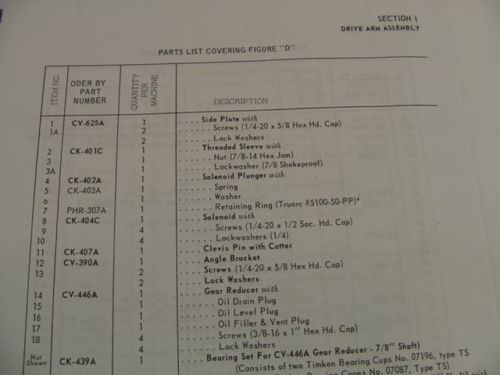 SECTION I
DRIVE ARM ASSEMBLY
PARTS LIST COVERING FIGURE "D"
ITEM NO. ODER BY PART NUMBER QUANTITY PER MACHINE DESCRIPTION
1 CV-625A 1 ..... Side Plate with
1A 2 ....... Screws (1/4-20 x 5/8 Hex Hd. Cap)
2 CK-401C 1 ..... Threaded Sleeve with
3 1 ....... Nut (7/8-14 Hex Jam)
3A 1 ....... Lockwasher (7/8 Shakeproof)
4 CK-402A 1 ..... Solenoid Plunger with
5 CK-403A 1 ....... Spring
6 1 ....... Washer
7 PHR-307A 1 ....... Retaining Ring (Truarc #5100-50-PP)*
8 CK-404C 1 ..... Solenoid with
9 4 ....... Screws (1/4-20 x 1/2 Soc. Hd. Cap)
10 4 ....... Lockwashers (1/4)
11 CK-407A 1 ..... Clevis Pin with Cotter
12 CV-390A 1 ..... Angle Bracket
13 2 ....... Screws (1/4-20 x 5/8 Hex Hd. Cap)
2 ....... Lock Washers
14 CV-446A 1 ..... Gear Reducer with
15 1 ....... Oil Drain Plug
16 1 ....... Oil Level Plug
17 1 ....... Oil Filler & Vent Plug
18 4 ....... Screws (3/8-16 x 1" Hex Hd. Cap)
4 ....... Lock Washers
Not Shown CK-439A 1 ..... Bearing Set For CV-446A Gear Reducer - 7/8" Shaft)
(Consists of two Timken Bearing Cups No. 07196, type TS
Cones No. 07087, Type TS)